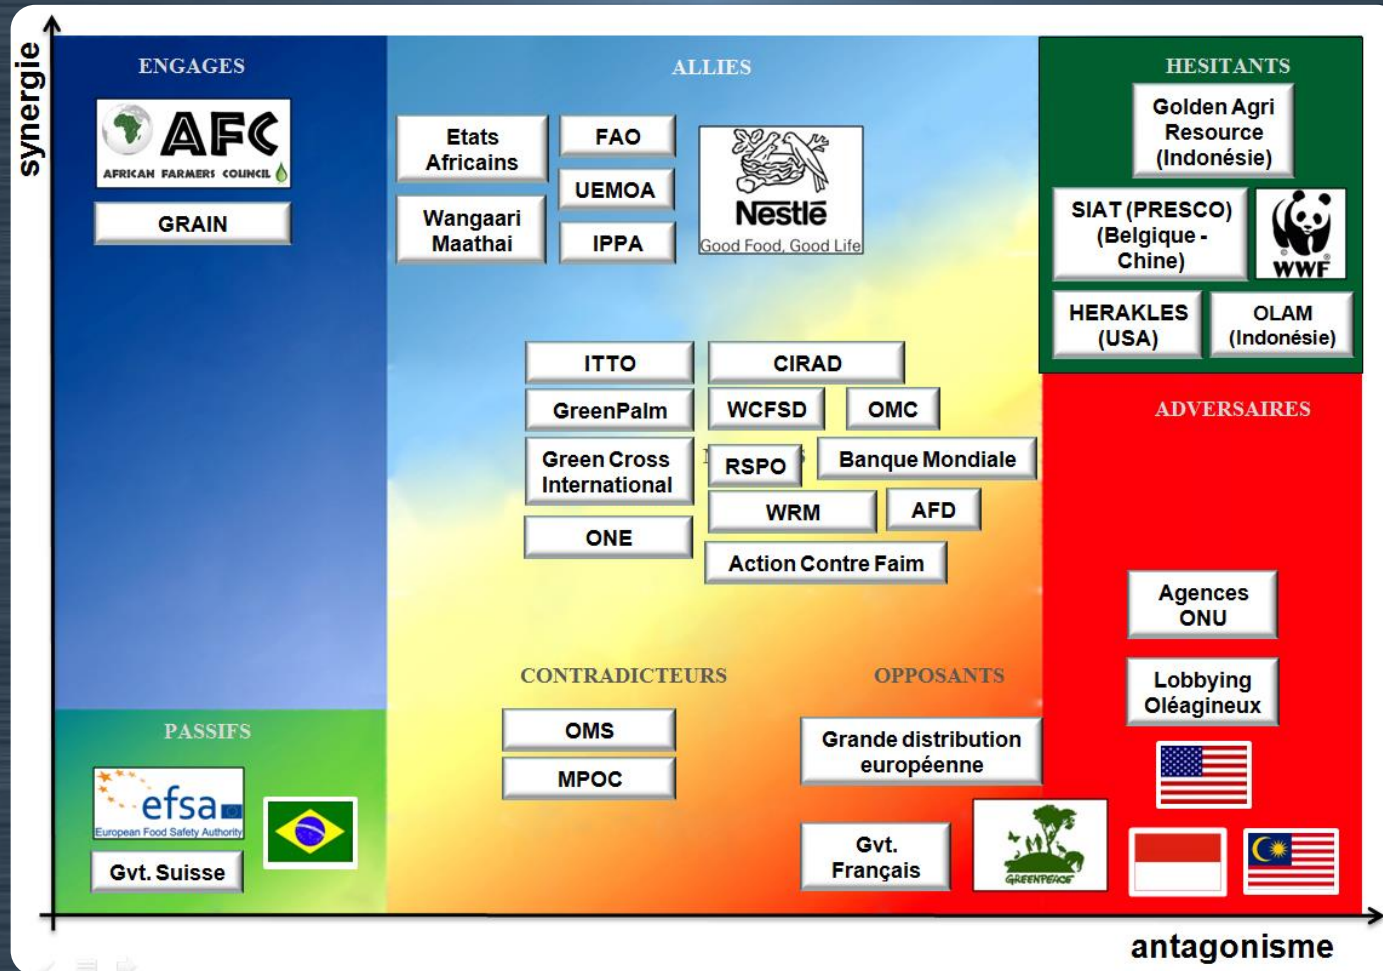 synergie
ENGAGES
AFC
AFRICAN FARMERS COUNCIL
GRAIN
ALLIES
Etats
Africains
FAO
UEMOA
Wangaari
Maathai
IPPA
Nestlé
Good Food, Good Life
HESITANTS
Golden Agri
Resource
(Indonésie)
SIAT (PRESCO)
(Belgique -
Chine)
WWF
HERAKLES
(USA)
OLAM
(Indonésie)
ITTO
CIRAD
GreenPalm
WCFSD
OMC
Green Cross
International
RSPO
Banque Mondiale
WRM
AFD
ONE
Action Contre Faim
ADVERSAIRES
Agences
ONU
Lobbying
Oléagineux
CONTRADICTEURS
OMS
MPOC
OPPOSANTS
Grande distribution
européenne
Gvt.
Français
GREENPEACE
PASSIFS
efsa
European Food Safety Authority
Gvt. Suisse
antagonisme